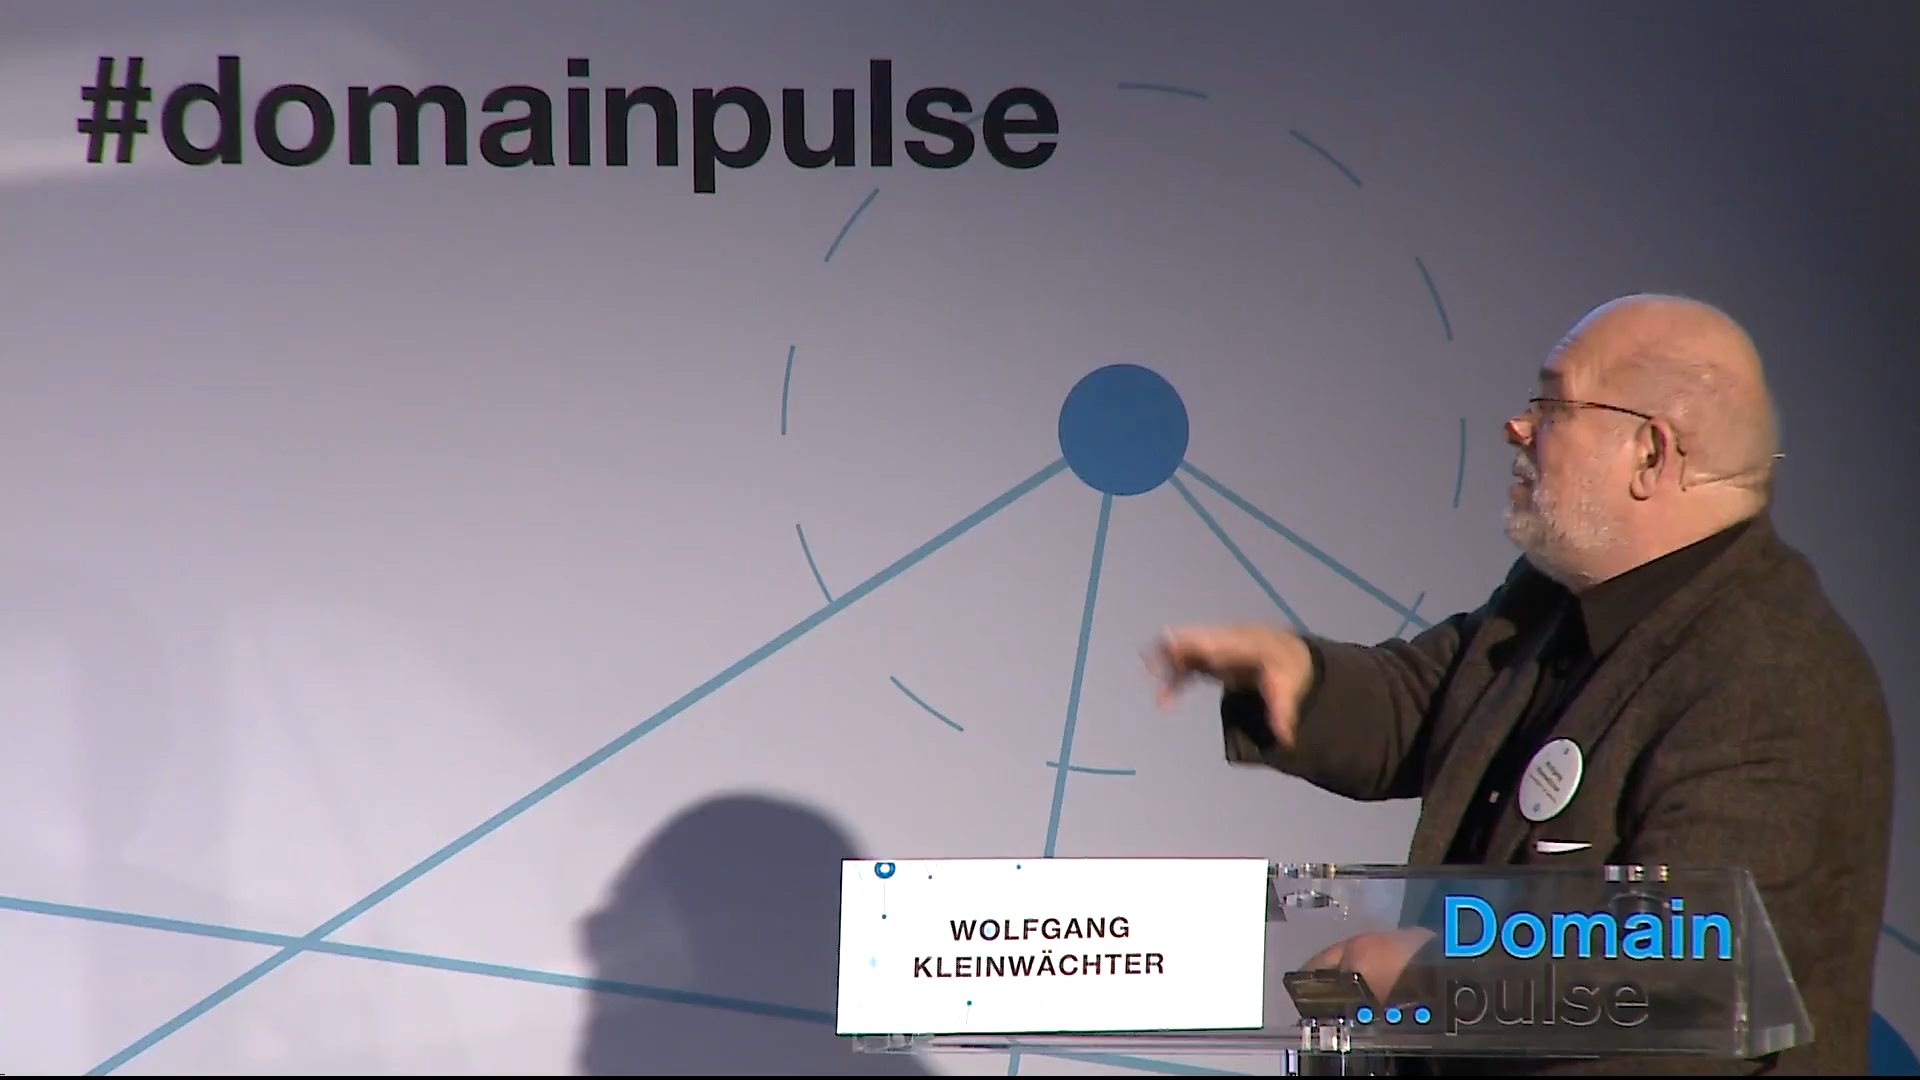 #domainpulse
WOLFGANG
KLEINWÄCHTER
Domain
...pulse